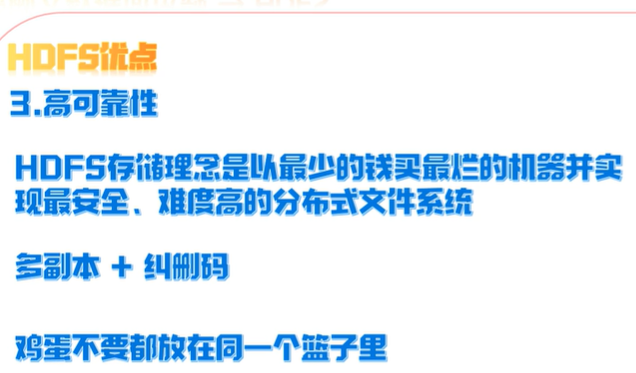 HDFS优点
3.高可靠性
HDFS存储理念是以最少的钱买最烂的机器并实
现最安全、难度高的分布式文件系统
多副本 + 纠删码
鸡蛋不要都放在同一个篮子里